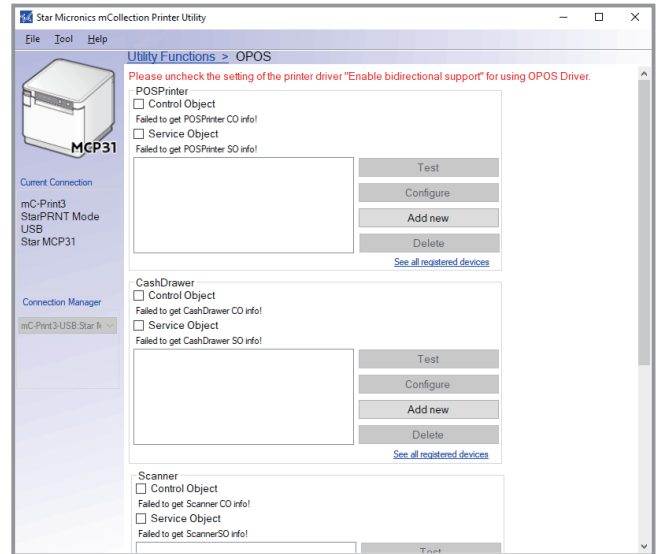 Star Micronics mCollection Printer Utility
File Tool Help
Utility Functions > OPOS
Please uncheck the setting of the printer driver "Enable bidirectional support" for using OPOS Driver.
MCP31
Current Connection
mC-Print3
StarPRNT Mode
USB
Star MCP31
Connection Manager
mC-Print3-USB:Star
POSPrinter
Control Object
Failed to get POSPrinter CO info!
Service Object
Failed to get POSPrinter SO info!
Test
Configure
Add new
Delete
See all registered devices
CashDrawer
Control Object
Failed to get CashDrawer CO info!
Service Object
Failed to get CashDrawer SO info!
Test
Configure
Add new
Delete
See all registered devices
Scanner
Control Object
Failed to get Scanner CO info!
Service Object
Failed to get ScannerSO info!
Test